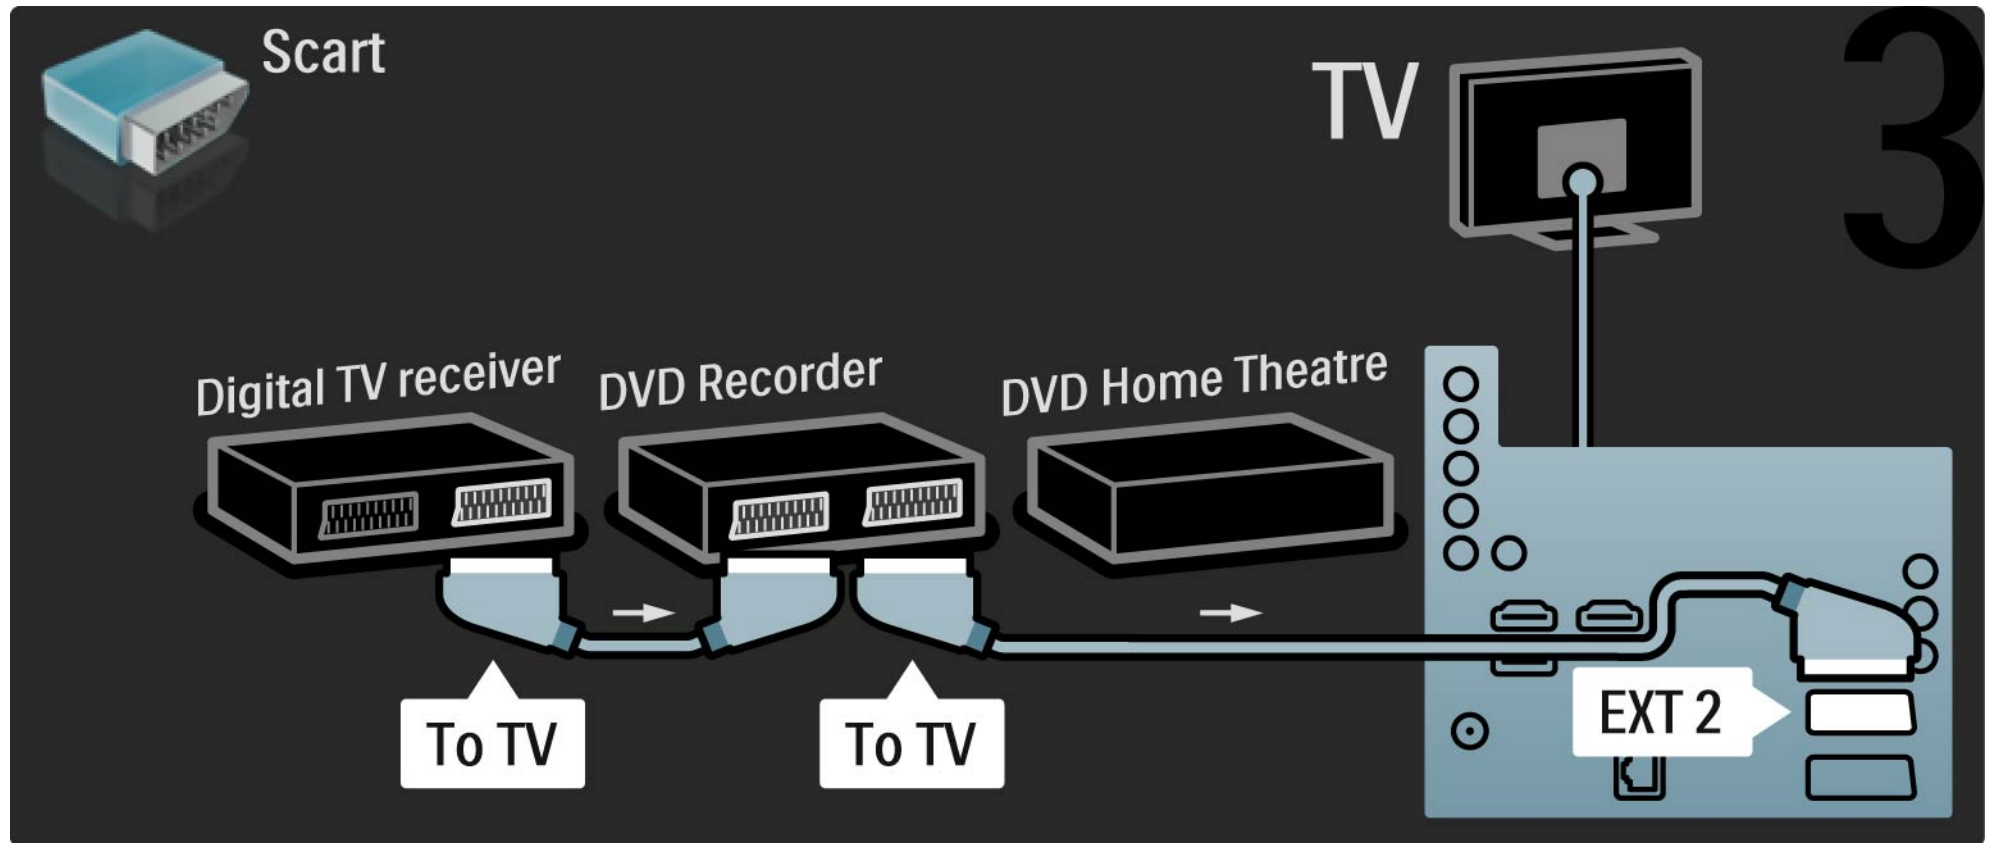 Scart
TV
3
Digital TV receiver
DVD Recorder
DVD Home Theatre
To TV
To TV
EXT 2